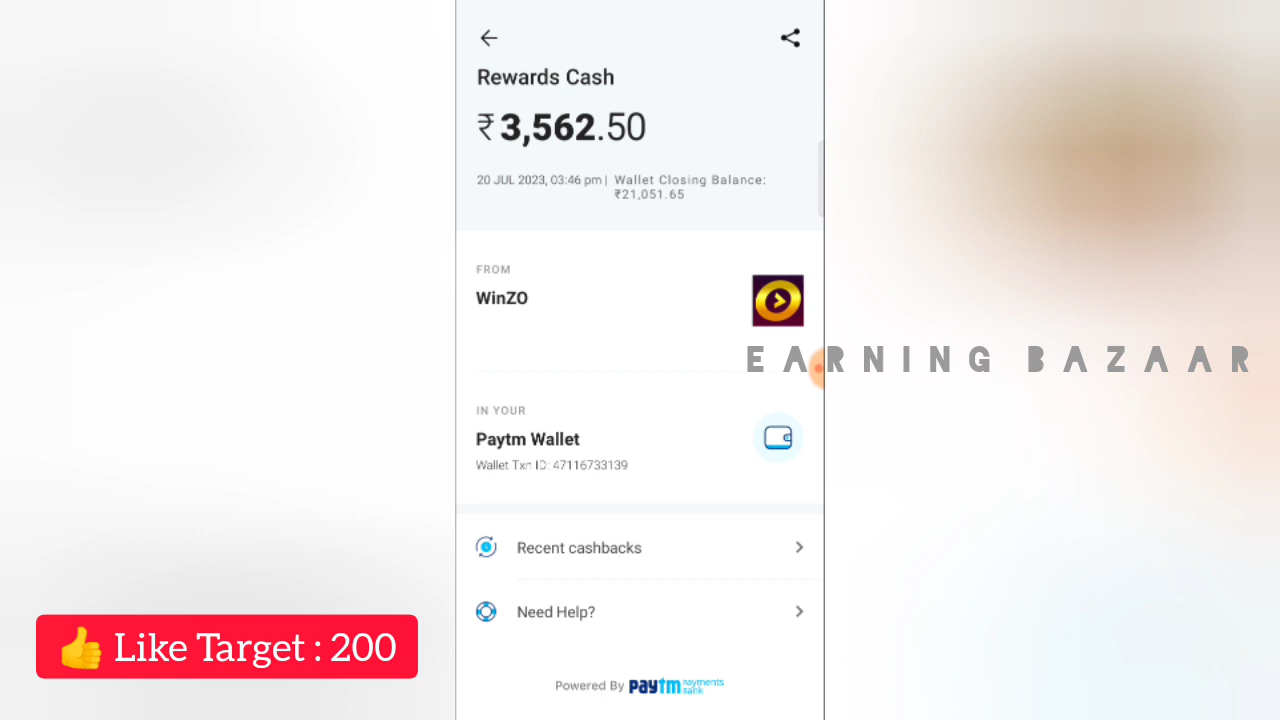 Rewards Cash
₹3,562.50
20 JUL 2023, 03:46 pm | Wallet Closing Balance:
₹21,051.65
FROM
WinZO
EARNING BAZAAR
IN YOUR
Paytm Wallet
Wallet Txn ID: 47116733139
Recent cashbacks
Need Help?
👍 Like Target : 200
Powered By paytm payments
bank